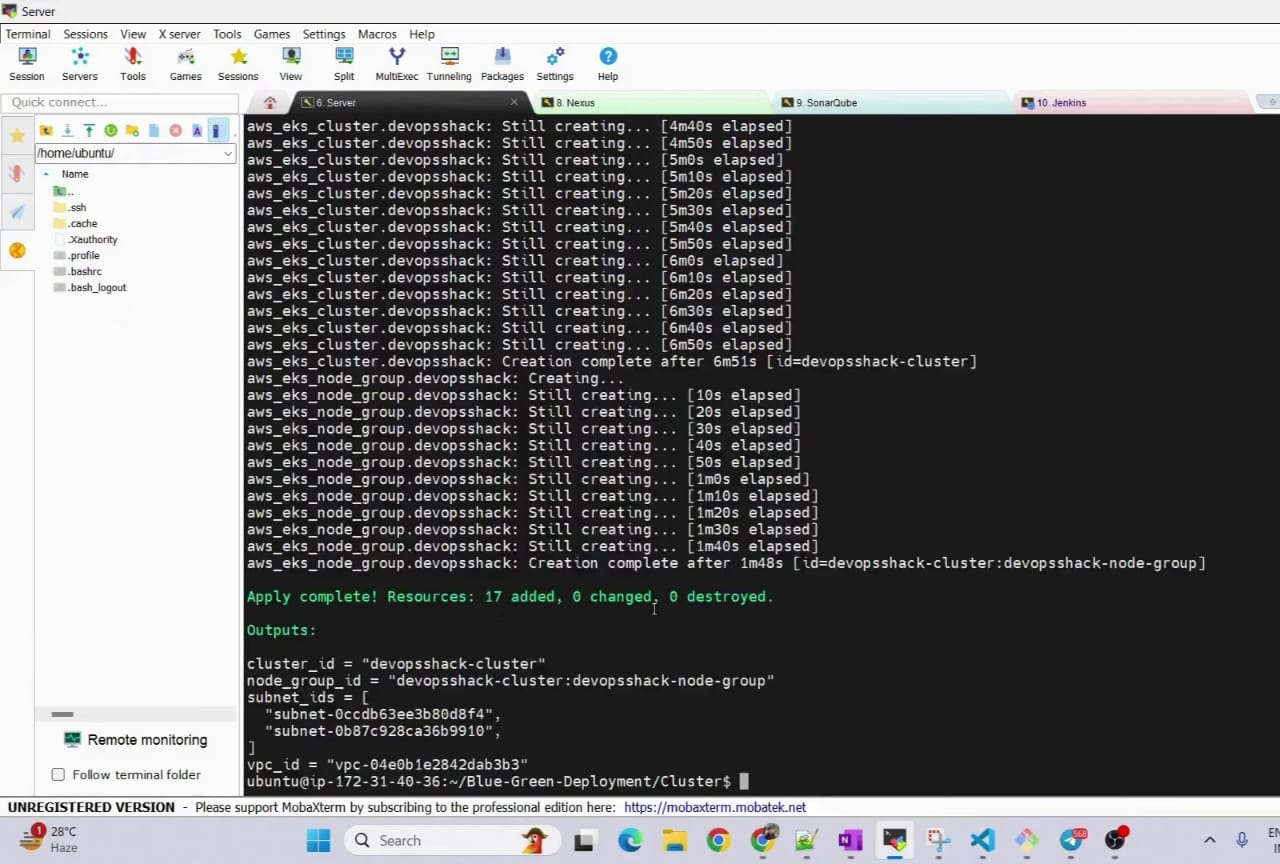 Server
Terminal Sessions View X server Tools Games Settings Macros Help
Session Servers Tools Games Sessions View Split MultiExec Tunneling Packages Settings Help
Quick connect...
6. Server
8. Nexus
9. SonarQube
10. Jenkins
/home/ubuntu/
Name
..
.ssh
.cache
.Xauthority
.profile
.bashrc
.bash_logout
aws_eks_cluster.devopsshack: Still creating... [4m40s elapsed]
aws_eks_cluster.devopsshack: Still creating... [4m50s elapsed]
aws_eks_cluster.devopsshack: Still creating... [5m0s elapsed]
aws_eks_cluster.devopsshack: Still creating... [5m10s elapsed]
aws_eks_cluster.devopsshack: Still creating... [5m20s elapsed]
aws_eks_cluster.devopsshack: Still creating... [5m30s elapsed]
aws_eks_cluster.devopsshack: Still creating... [5m40s elapsed]
aws_eks_cluster.devopsshack: Still creating... [5m50s elapsed]
aws_eks_cluster.devopsshack: Still creating... [6m0s elapsed]
aws_eks_cluster.devopsshack: Still creating... [6m10s elapsed]
aws_eks_cluster.devopsshack: Still creating... [6m20s elapsed]
aws_eks_cluster.devopsshack: Still creating... [6m30s elapsed]
aws_eks_cluster.devopsshack: Still creating... [6m40s elapsed]
aws_eks_cluster.devopsshack: Still creating... [6m50s elapsed]
aws_eks_cluster.devopsshack: Creation complete after 6m51s [id=devopsshack-cluster]
aws_eks_node_group.devopsshack: Creating...
aws_eks_node_group.devopsshack: Still creating... [10s elapsed]
aws_eks_node_group.devopsshack: Still creating... [20s elapsed]
aws_eks_node_group.devopsshack: Still creating... [30s elapsed]
aws_eks_node_group.devopsshack: Still creating... [40s elapsed]
aws_eks_node_group.devopsshack: Still creating... [50s elapsed]
aws_eks_node_group.devopsshack: Still creating... [1m0s elapsed]
aws_eks_node_group.devopsshack: Still creating... [1m10s elapsed]
aws_eks_node_group.devopsshack: Still creating... [1m20s elapsed]
aws_eks_node_group.devopsshack: Still creating... [1m30s elapsed]
aws_eks_node_group.devopsshack: Still creating... [1m40s elapsed]
aws_eks_node_group.devopsshack: Creation complete after 1m48s [id=devopsshack-cluster:devopsshack-node-group]
Apply complete! Resources: 17 added, 0 changed, 0 destroyed.
Outputs:
cluster_id = "devopsshack-cluster"
node_group_id = "devopsshack-cluster:devopsshack-node-group"
subnet_ids = [
"subnet-0ccdb63ee3b80d8f4",
"subnet-0b87c928ca36b9910",
]
vpc_id = "vpc-04e0b1e2842dab3b3"
ubuntu@ip-172-31-40-36:~/Blue-Green-Deployment/Cluster$
Remote monitoring
Follow terminal folder
UNREGISTERED VERSION - Please support MobaXterm by subscribing to the professional edition here: https://mobaxterm.mobatek.net
1
28°C
Haze
Search
568